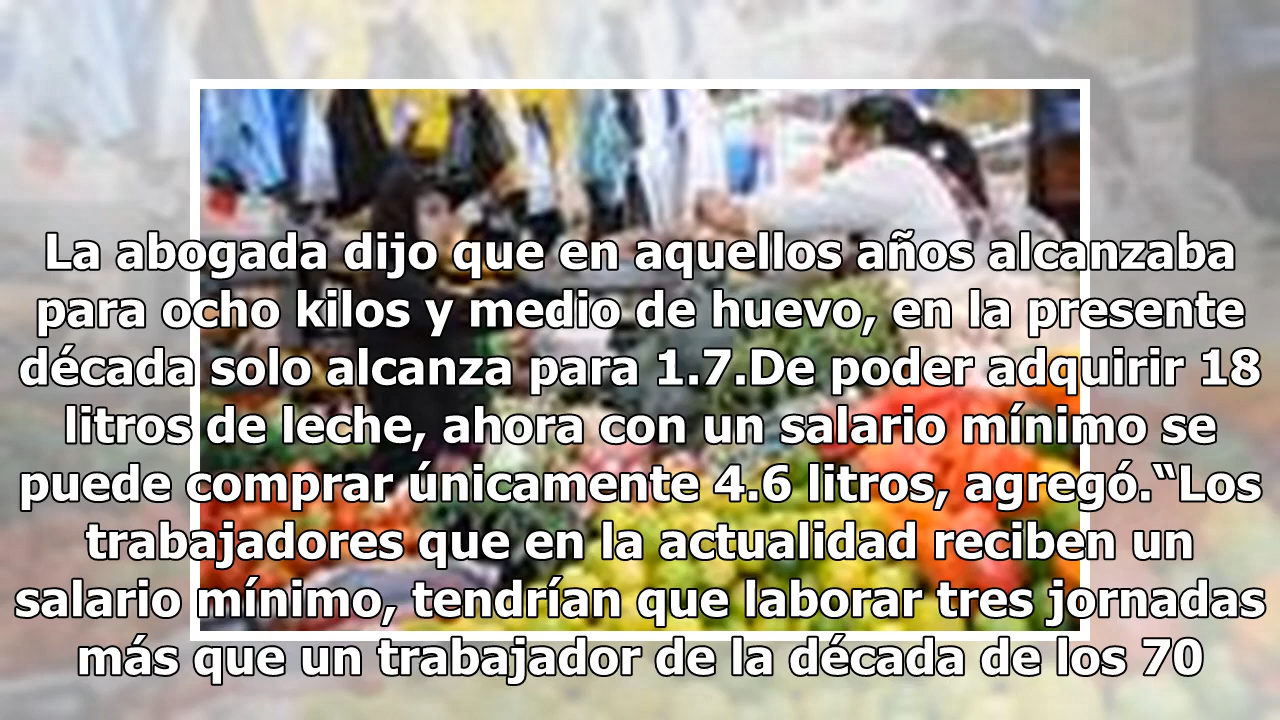 La abogada dijo que en aquellos años alcanzaba
para ocho kilos y medio de huevo, en la presente
década solo alcanza para 1.7.De poder adquirir 18
litros de leche, ahora con un salario mínimo se
puede comprar únicamente 4.6 litros, agregó.“Los
trabajadores que en la actualidad reciben un
salario mínimo, tendrían que laborar tres jornadas
más que un trabajador de la década de los 70